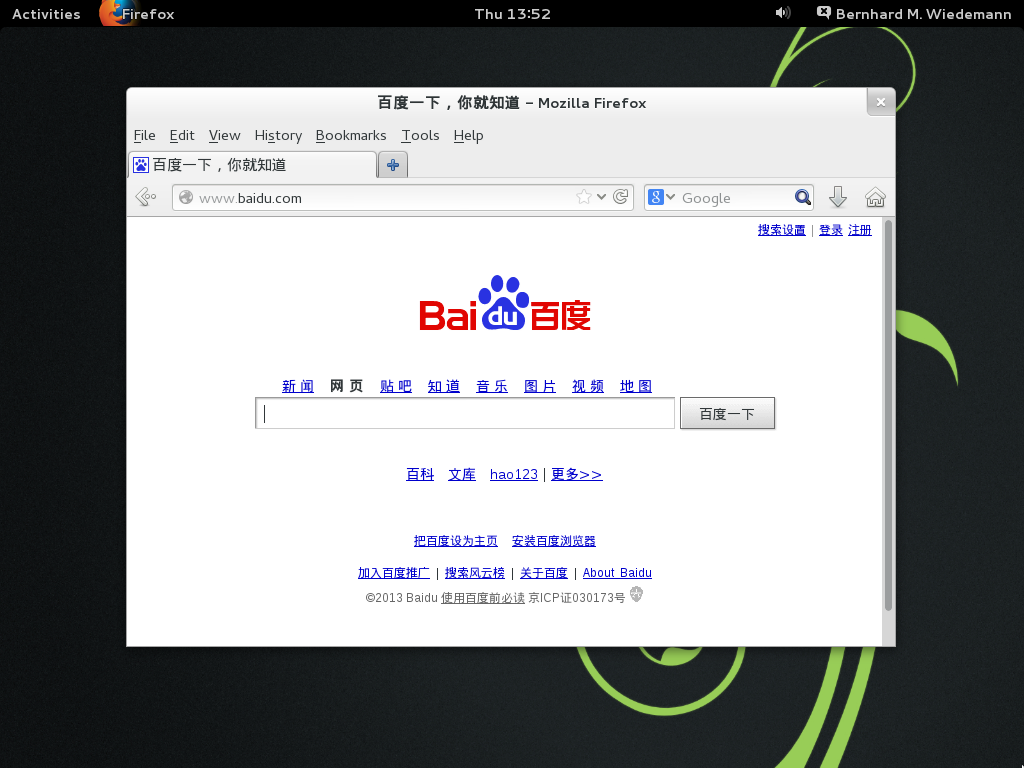 Activities Firefox Thu 13:52 Bernhard M. Wiedemann
百度一下，你就知道 - Mozilla Firefox
File Edit View History Bookmarks Tools Help
百度一下，你就知道
www.baidu.com 8 Google
搜索设置 | 登录 注册
Bai du 百度
新闻 网页 贴吧 知道 音乐 图片 视频 地图
百度一下
百科 文库 hao123 | 更多>>
把百度设为主页 安装百度浏览器
加入百度推广 | 搜索风云榜 | 关于百度 | About Baidu
©2013 Baidu 使用百度前必读 京ICP证030173号